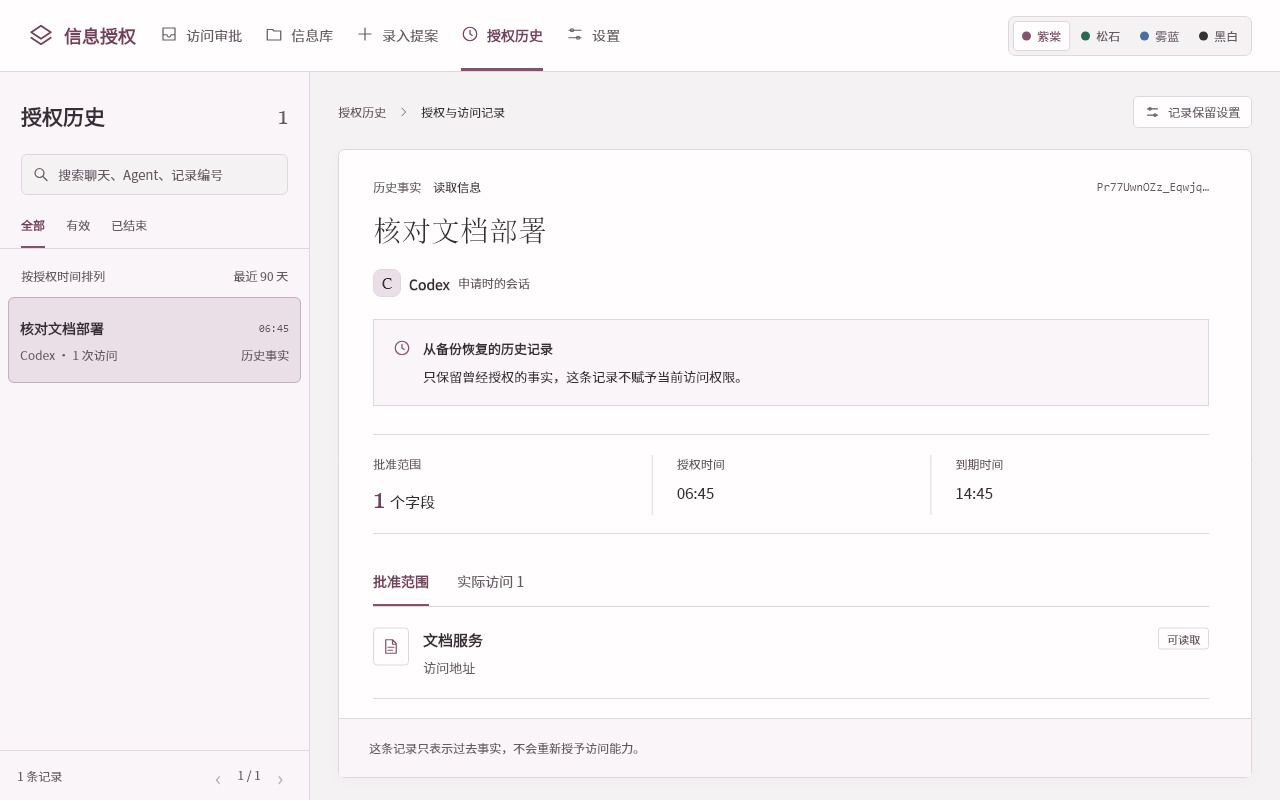 信息授权
访问审批
信息库
录入提案
授权历史
设置
紫棠
松石
雾蓝
黑白
授权历史
1
搜索聊天、Agent、记录编号
全部
有效
已结束
按授权时间排列
最近 90 天
核对文档部署
06:45
Codex · 1 次访问
历史事实
1 条记录
‹ 1 / 1 ›
授权历史 > 授权与访问记录
记录保留设置
历史事实 读取信息
Pr77UwnOZz_Eqwjq…
核对文档部署
C Codex 申请时的会话
从备份恢复的历史记录
只保留曾经授权的事实，这条记录不赋予当前访问权限。
批准范围
1 个字段
授权时间
06:45
到期时间
14:45
批准范围
实际访问 1
文档服务
访问地址
可读取
这条记录只表示过去事实，不会重新授予访问能力。